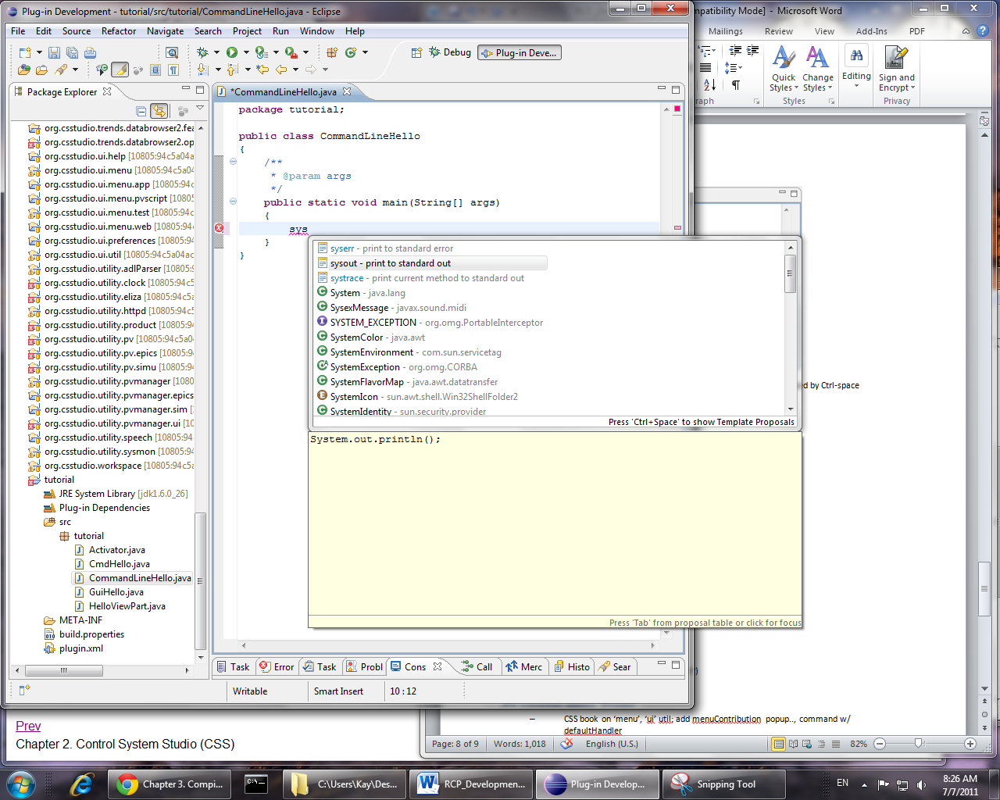 Plug-in Development - tutorial/src/tutorial/CommandLineHello.java - Eclipse
File Edit Source Refactor Navigate Search Project Run Window Help
Debug Plug-in Deve...
Package Explorer
org.csstudio.trends.databrowser2.fea
org.csstudio.trends.databrowser2.op
org.csstudio.ui.help [10805:94c5a04
org.csstudio.ui.menu [10805:94c5a04
org.csstudio.ui.menu.app [10805:94c
org.csstudio.ui.menu.pvscript [10805
org.csstudio.ui.menu.test [10805:94c
org.csstudio.ui.menu.web [10805:94c
org.csstudio.ui.preferences [10805:94
org.csstudio.ui.util [10805:94c5a04ac
org.csstudio.utility.adlParser [10805:
org.csstudio.utility.clock [10805:94c
org.csstudio.utility.eliza [10805:94c5
org.csstudio.utility.httpd [10805:94c
org.csstudio.utility.product [10805:94
org.csstudio.utility.pv [10805:94c5a04
org.csstudio.utility.pv.epics [10805:94
org.csstudio.utility.pv.simu [10805:94
org.csstudio.utility.pvmanager [1080
org.csstudio.utility.pvmanager.epics
org.csstudio.utility.pvmanager.sim [
org.csstudio.utility.pvmanager.ui [10
org.csstudio.utility.speech [10805:94
org.csstudio.utility.sysmon [10805:94
org.csstudio.workspace [10805:94c5a
tutorial
JRE System Library [jdk1.6.0_26]
Plug-in Dependencies
src
tutorial
Activator.java
CmdHello.java
CommandLineHello.java
GuiHello.java
HelloViewPart.java
META-INF
build.properties
plugin.xml
*CommandLineHello.java
package tutorial;
public class CommandLineHello
{
/**
* @param args
*/
public static void main(String[] args)
{
sys
}
}
syserr - print to standard error
sysout - print to standard out
systrace - print current method to standard out
System - java.lang
SysexMessage - javax.sound.midi
SYSTEM_EXCEPTION - org.omg.PortableInterceptor
SystemColor - java.awt
SystemEnvironment - com.sun.servicetag
SystemException - org.omg.CORBA
SystemFlavorMap - java.awt.datatransfer
SystemIcon - sun.awt.shell.Win32ShellFolder2
SystemIdentity - sun.security.provider
Press 'Ctrl+Space' to show Template Proposals
System.out.println();
Press 'Tab' from proposal table or click for focus
Task Error Task Probl Cons Call Merc Histo Sear
Writable Smart Insert 10 : 12
mpatibility Mode] - Microsoft Word
Mailings Review View Add-Ins PDF
Quick Styles Change Styles Editing Sign and Encrypt
raph Styles Privacy
d by Ctrl-space
– CSS book on ‘menu’, ‘ui’ util; add menuContribution popup.., command w/
defaultHandler
Page: 8 of 9 Words: 1,018 English (U.S.) 82%
Prev
Chapter 2. Control System Studio (CSS)
Chapter 3. Compi... C:\Users\Kay\Des... RCP_Developmen... Plug-in Develop... Snipping Tool EN 8:26 AM
7/7/2011